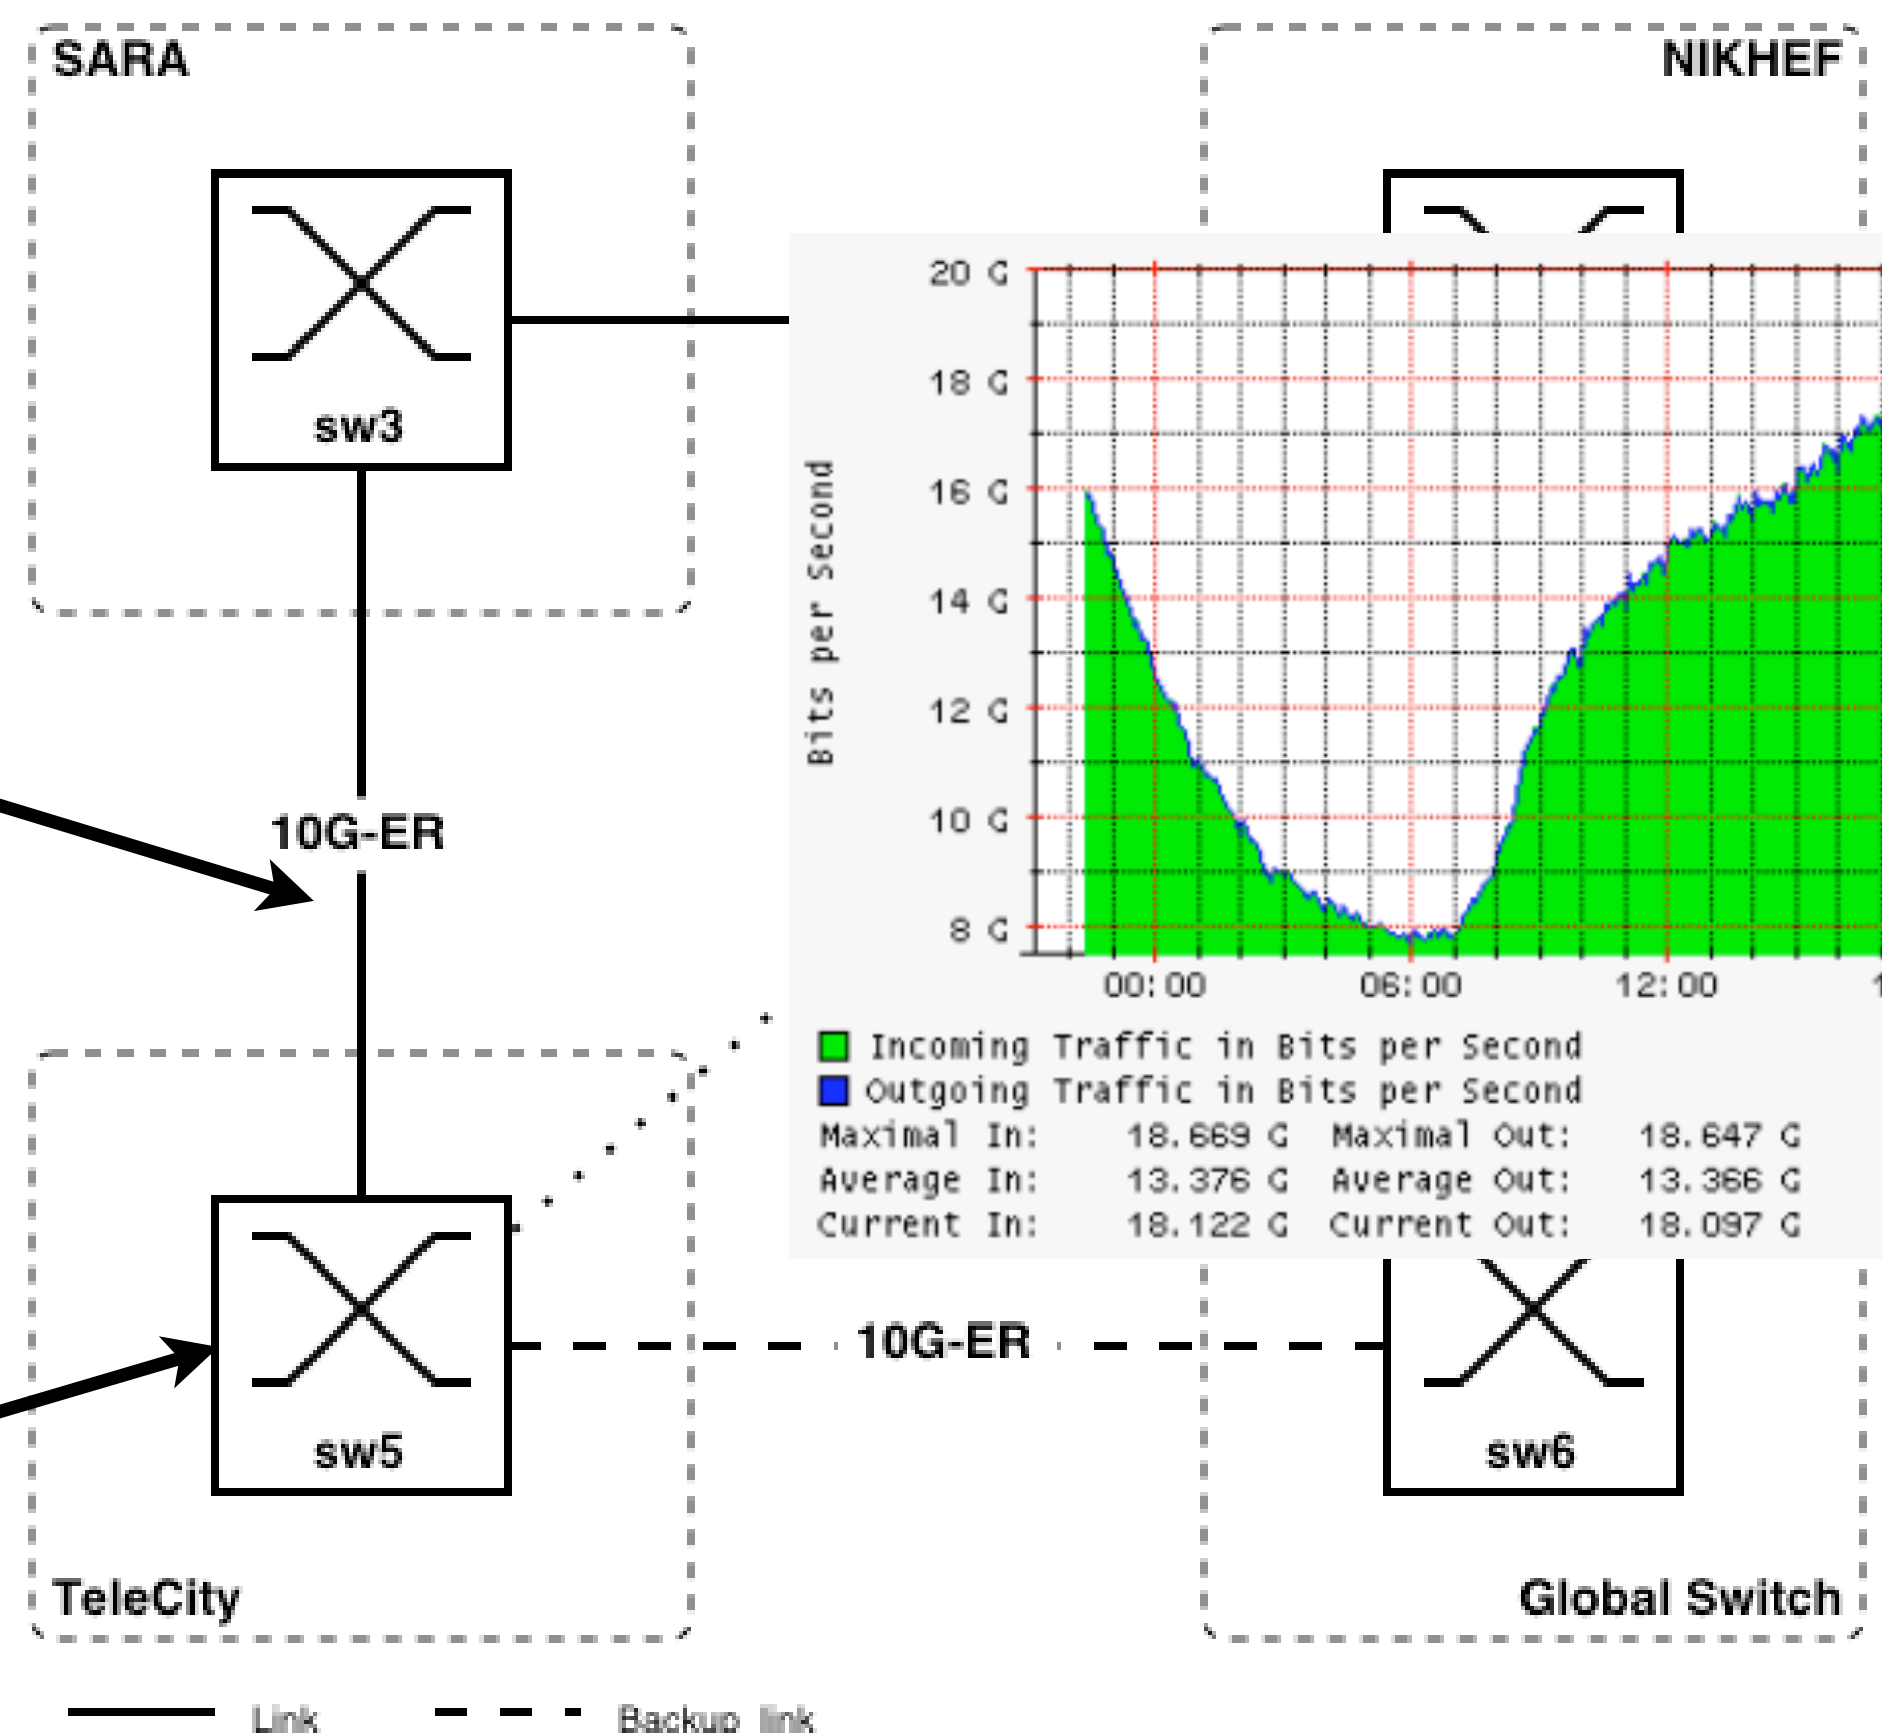 SARA
NIKHEF
sw3
20 G
18 G
16 G
14 G
12 G
10 G
8 G
Bits per Second
00:00 06:00 12:00
10G-ER
Incoming Traffic in Bits per Second
Outgoing Traffic in Bits per Second
Maximal In: 18.669 G Maximal Out: 18.647 G
Average In: 13.376 G Average Out: 13.366 G
Current In: 18.122 G Current Out: 18.097 G
10G-ER
sw5
sw6
TeleCity
Global Switch
Link
Backup link